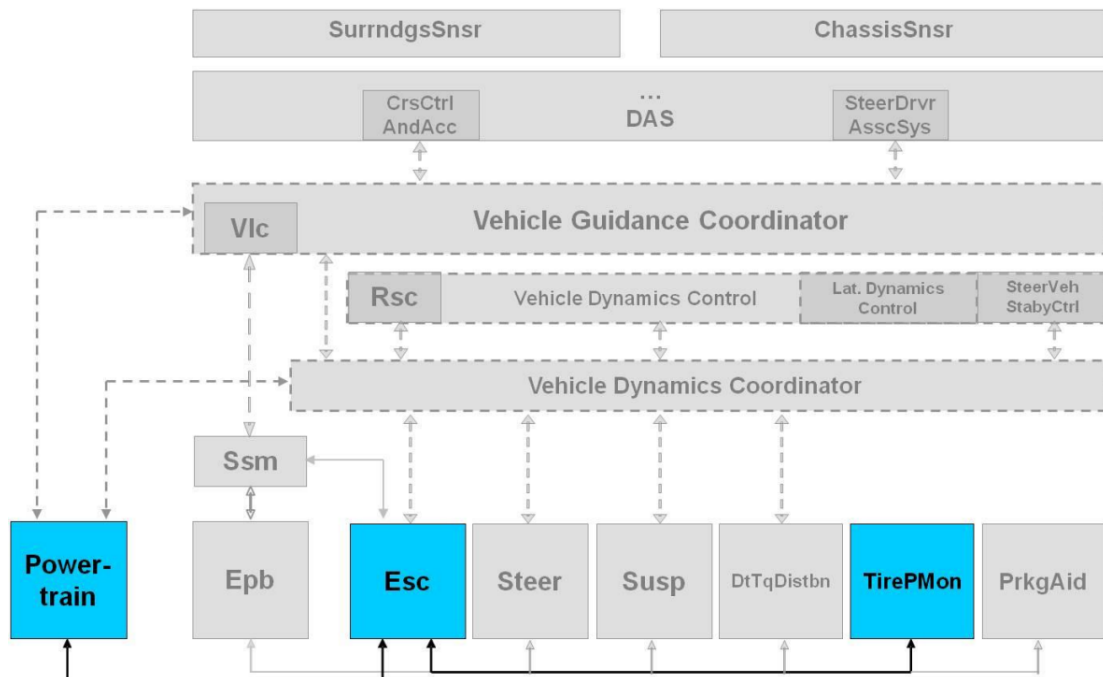 SurrndgsSnsr
ChassisSnsr
CrsCtrl
AndAcc
...
DAS
SteerDrvr
AsscSys
Vlc
Vehicle Guidance Coordinator
Rsc
Vehicle Dynamics Control
Lat. Dynamics
Control
SteerVeh
StabyCtrl
Vehicle Dynamics Coordinator
Ssm
Power-
train
Epb
Esc
Steer
Susp
DtTqDistbn
TirePMon
PrkgAid